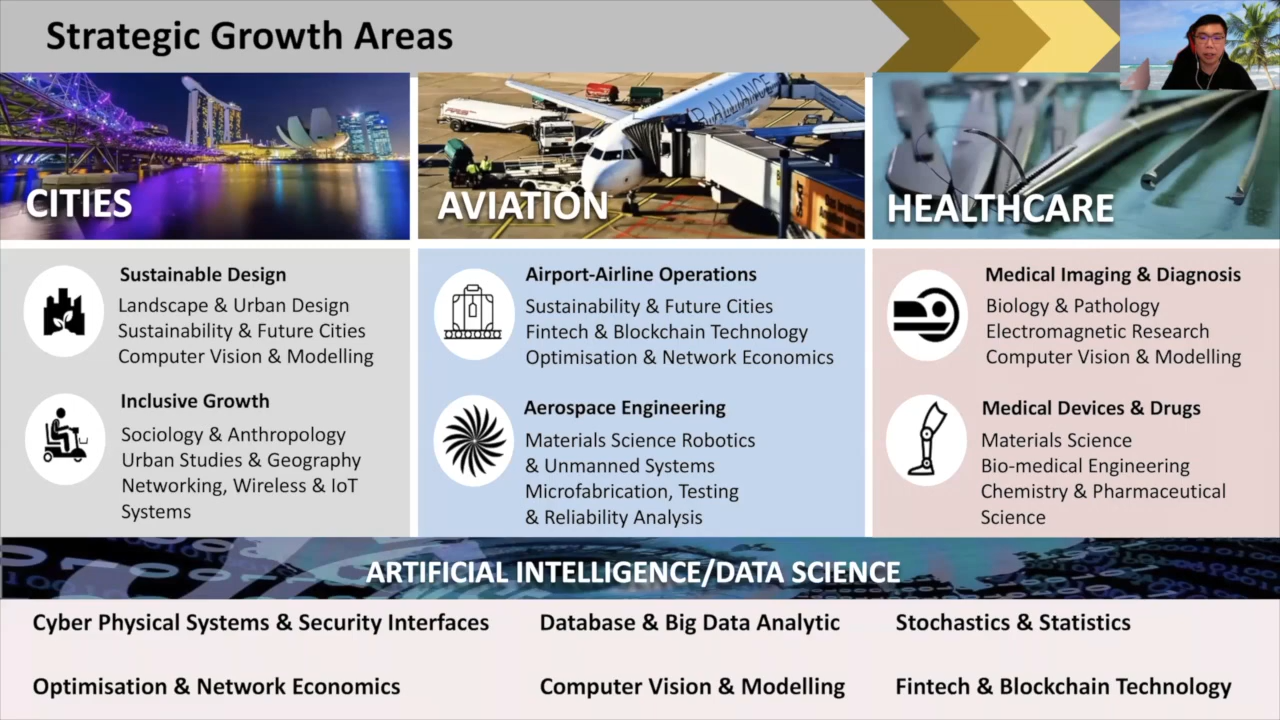 Strategic Growth Areas
CITIES
AVIATION
HEALTHCARE
Sustainable Design
Landscape & Urban Design
Sustainability & Future Cities
Computer Vision & Modelling
Inclusive Growth
Sociology & Anthropology
Urban Studies & Geography
Networking, Wireless & IoT
Systems
Airport-Airline Operations
Sustainability & Future Cities
Fintech & Blockchain Technology
Optimisation & Network Economics
Aerospace Engineering
Materials Science Robotics
& Unmanned Systems
Microfabrication, Testing
& Reliability Analysis
Medical Imaging & Diagnosis
Biology & Pathology
Electromagnetic Research
Computer Vision & Modelling
Medical Devices & Drugs
Materials Science
Bio-medical Engineering
Chemistry & Pharmaceutical
Science
ARTIFICIAL INTELLIGENCE/DATA SCIENCE
Cyber Physical Systems & Security Interfaces
Database & Big Data Analytic
Stochastics & Statistics
Optimisation & Network Economics
Computer Vision & Modelling
Fintech & Blockchain Technology